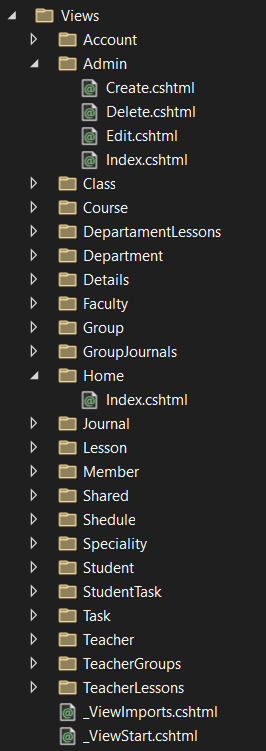 Views
Account
Admin
Create.cshtml
Delete.cshtml
Edit.cshtml
Index.cshtml
Class
Course
DepartamentLessons
Department
Details
Faculty
Group
GroupJournals
Home
Index.cshtml
Journal
Lesson
Member
Shared
Shedule
Speciality
Student
StudentTask
Task
Teacher
TeacherGroups
TeacherLessons
_ViewImports.cshtml
_ViewStart.cshtml